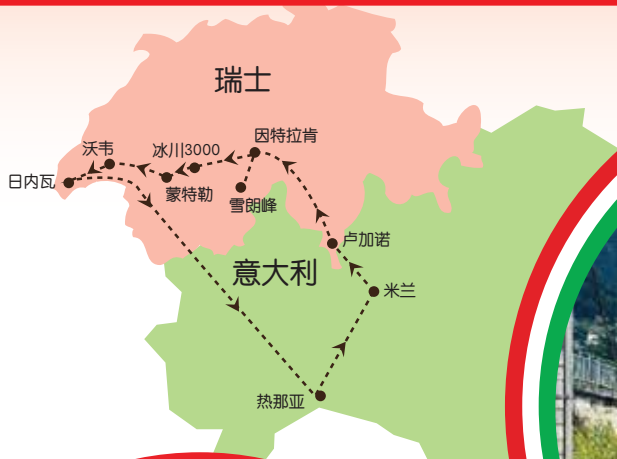 瑞士
因特拉肯
冰川3000
沃韦
日内瓦
蒙特勒
雪朗峰
卢加诺
意大利
米兰
热那亚